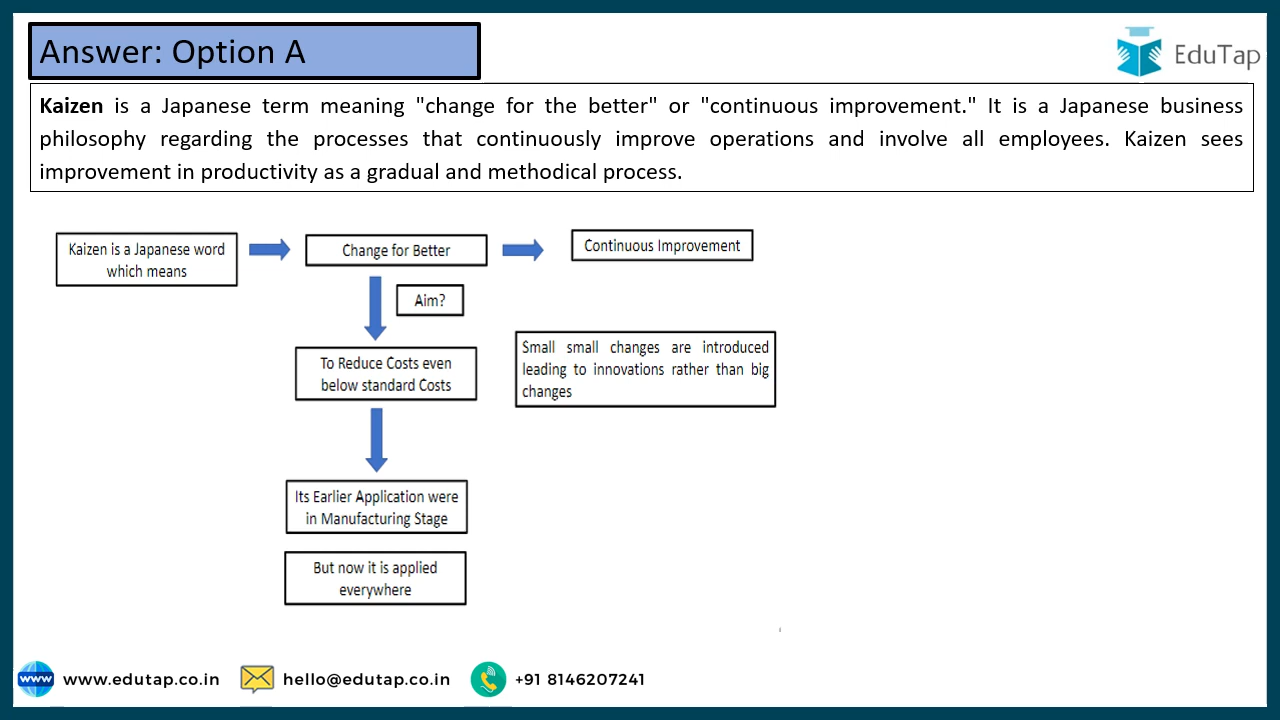 Answer: Option A
EduTap
Kaizen is a Japanese term meaning "change for the better" or "continuous improvement." It is a Japanese business
philosophy regarding the processes that continuously improve operations and involve all employees. Kaizen sees
improvement in productivity as a gradual and methodical process.
Kaizen is a Japanese word
which means
Change for Better
Continuous Improvement
Aim?
To Reduce Costs even
below standard Costs
Small small changes are introduced
leading to innovations rather than big
changes
Its Earlier Application were
in Manufacturing Stage
But now it is applied
everywhere
www
www.edutap.co.in
hello@edutap.co.in
+91 8146207241